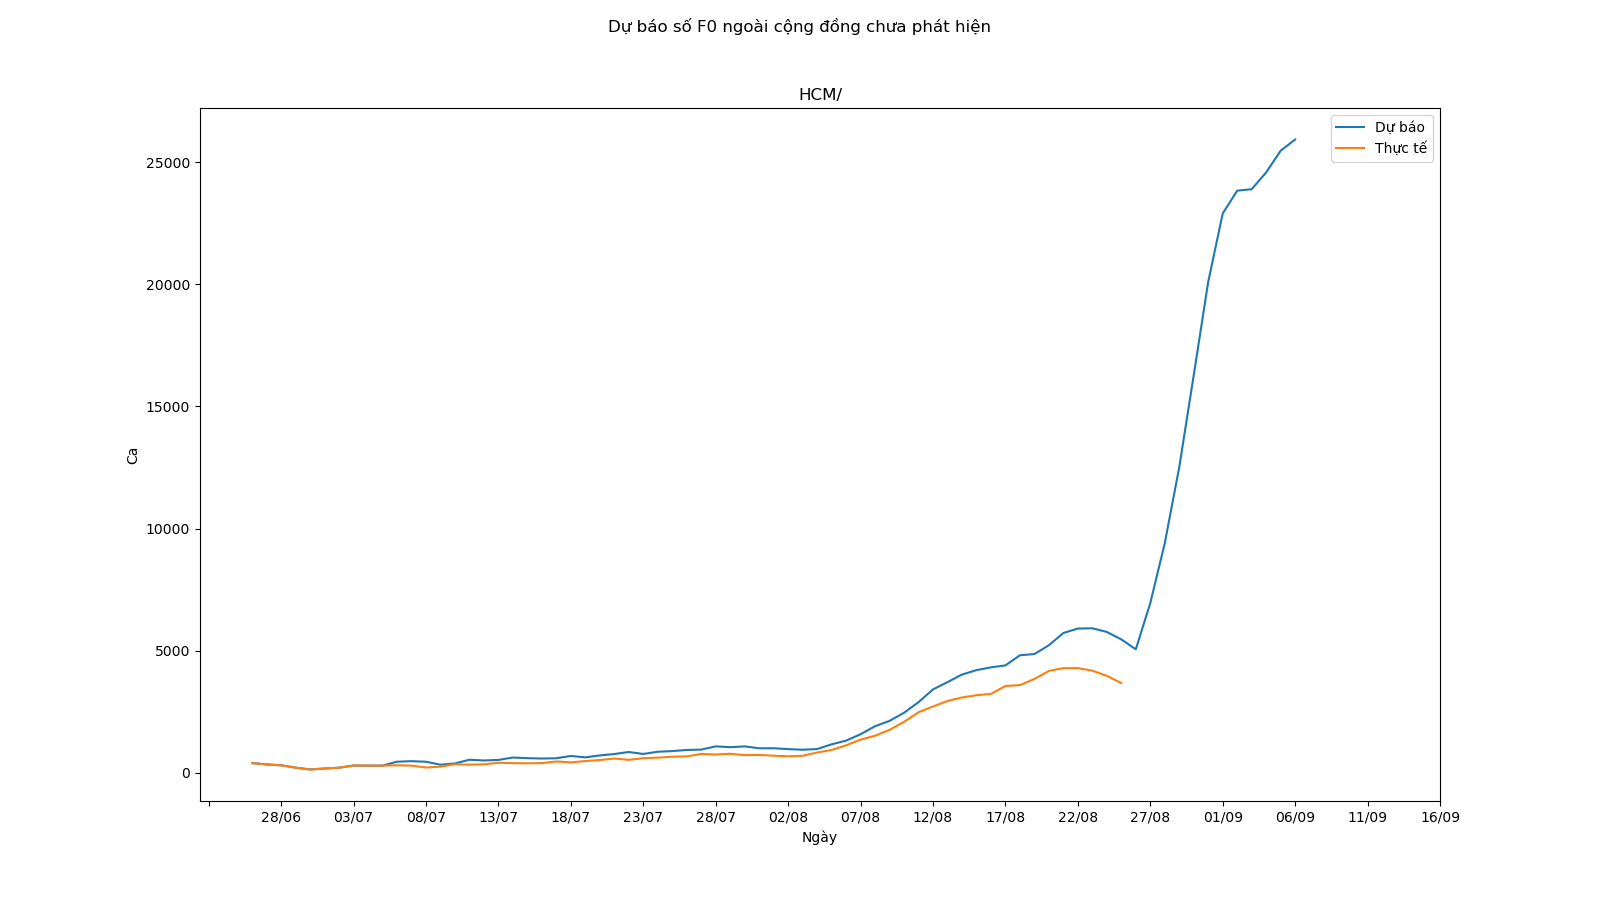 Dự báo số F0 ngoài cộng đồng chưa phát hiện
HCM/
Dự báo
Thực tế
25000
20000
15000
10000
5000
0
Ca
28/06 03/07 08/07 13/07 18/07 23/07 28/07 02/08 07/08 12/08 17/08 22/08 27/08 01/09 06/09 11/09 16/09
Ngày